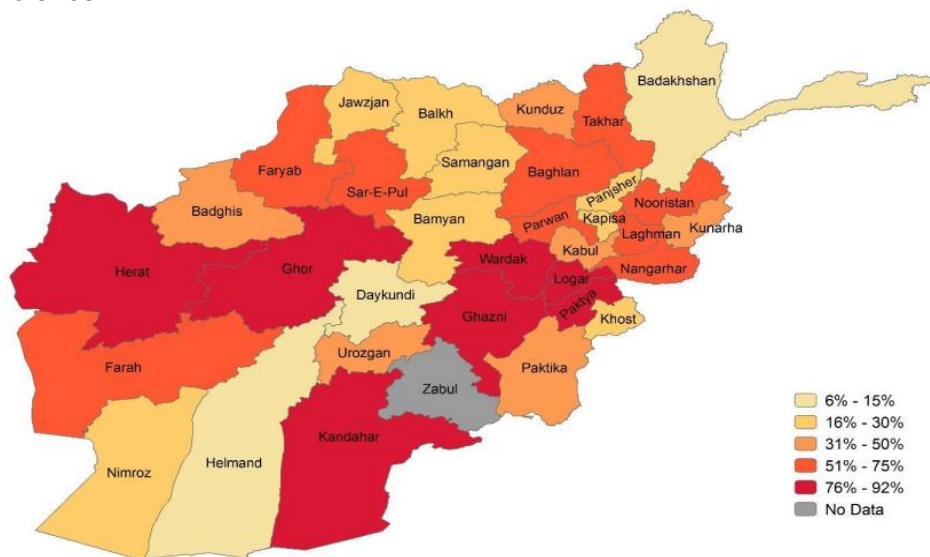 Badakhshan
Jawzjan
Balkh
Kunduz
Takhar
Faryab
Samangan
Baghlan
Sar-E-Pul
Panjsher
Badghis
Nooristan
Bamyan
Parwan
Kapisa
Laghman
Kunarha
Kabul
Herat
Ghor
Wardak
Nangarhar
Logar
Daykundi
Paktya
Ghazni
Khost
Urozgan
Farah
Paktika
Zabul
Kandahar
Nimroz
Helmand
6% - 15%
16% - 30%
31% - 50%
51% - 75%
76% - 92%
No Data